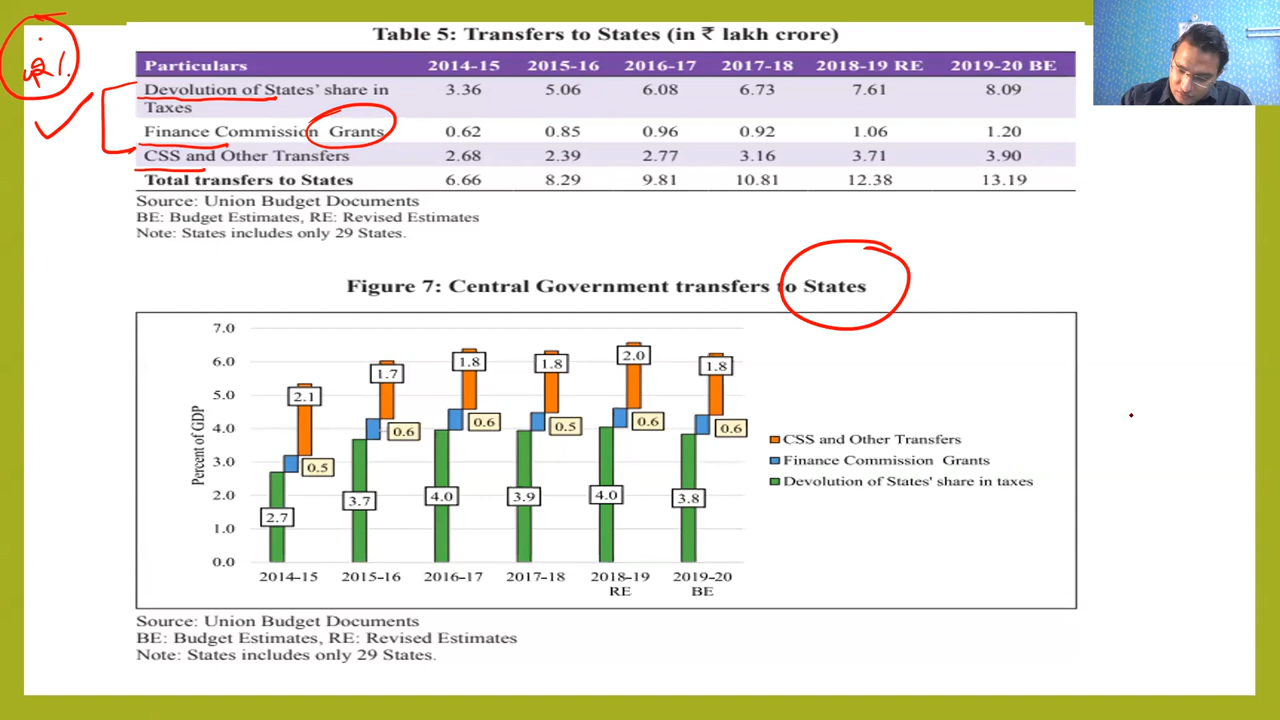 Table 5: Transfers to States (in ₹ lakh crore)
Particulars 2014-15 2015-16 2016-17 2017-18 2018-19 RE 2019-20 BE
Devolution of States’ share in Taxes 3.36 5.06 6.08 6.73 7.61 8.09
Finance Commission Grants 0.62 0.85 0.96 0.92 1.06 1.20
CSS and Other Transfers 2.68 2.39 2.77 3.16 3.71 3.90
Total transfers to States 6.66 8.29 9.81 10.81 12.38 13.19
Source: Union Budget Documents
BE: Budget Estimates, RE: Revised Estimates
Note: States includes only 29 States.
Figure 7: Central Government transfers to States
Percent of GDP
7.0
6.0
5.0
4.0
3.0
2.0
1.0
0.0
2.1 1.7 1.8 1.8 2.0 1.8
0.5 0.6 0.6 0.5 0.6 0.6
2.7 3.7 4.0 3.9 4.0 3.8
2014-15 2015-16 2016-17 2017-18 2018-19 RE 2019-20 BE
CSS and Other Transfers
Finance Commission Grants
Devolution of States' share in taxes
Source: Union Budget Documents
BE: Budget Estimates, RE: Revised Estimates
Note: States includes only 29 States.